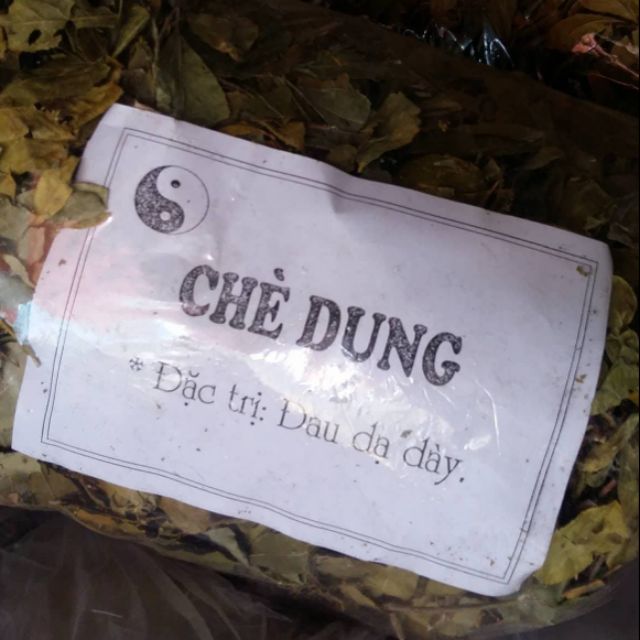 CHÈ DUNG
* Đặc trị: Đau dạ dày.